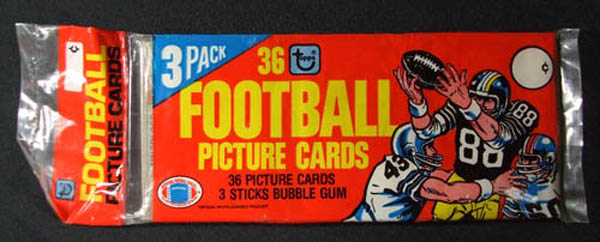 FOOTBALL
PICTURE CARDS
¢
3 PACK
36 topps
FOOTBALL
PICTURE CARDS
36 PICTURE CARDS
3 STICKS BUBBLE GUM
¢
88
88
43